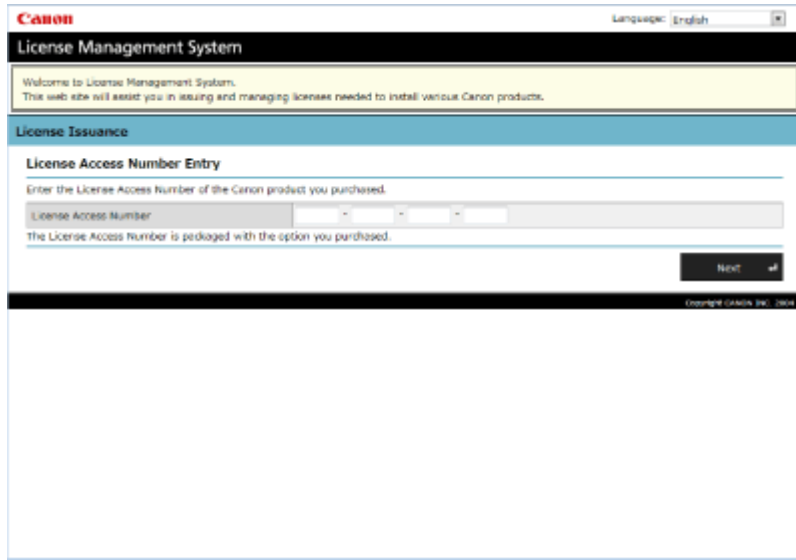 Canon
Language: English
License Management System
Welcome to License Management System.
This web site will assist you in issuing and managing licenses needed to install various Canon products.
License Issuance
License Access Number Entry
Enter the License Access Number of the Canon product you purchased.
License Access Number - - -
The License Access Number is packaged with the option you purchased.
Next
Copyright CANON INC. 2004